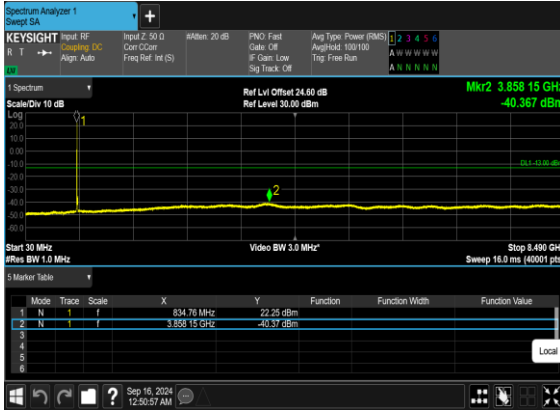 Spectrum Analyzer 1
Swept SA
+
KEYSIGHT
R T
Input: RF
Coupling: DC
Align: Auto
Input Z: 50 Ω
Corr CCorr
Freq Ref: Int (S)
#Atten: 20 dB
PNO: Fast
Gate: Off
IF Gain: Low
Sig Track: Off
Avg Type: Power (RMS)
Avg|Hold: 100/100
Trig: Free Run
1 2 3 4 5 6
A W W W W W
A N N N N N
1 Spectrum
Scale/Div 10 dB
Ref Lvl Offset 24.60 dB
Ref Level 30.00 dBm
Mkr2 3.858 15 GHz
-40.367 dBm
Log
20.0
10.0
0.00
-10.0
-20.0
-30.0
-40.0
-50.0
-60.0
1
2
DL1 -13.00 dB
Start 30 MHz
#Res BW 1.0 MHz
Video BW 3.0 MHz*
Stop 8.490 GH
Sweep 16.0 ms (40001 pts
5 Marker Table
Mode Trace Scale X Y Function Function Width Function Value
1 N 1 f 834.76 MHz 22.25 dBm
2 N 1 f 3.858 15 GHz -40.37 dBm
3
4
5
6
Local
?
Sep 16, 2024
12:50:57 AM